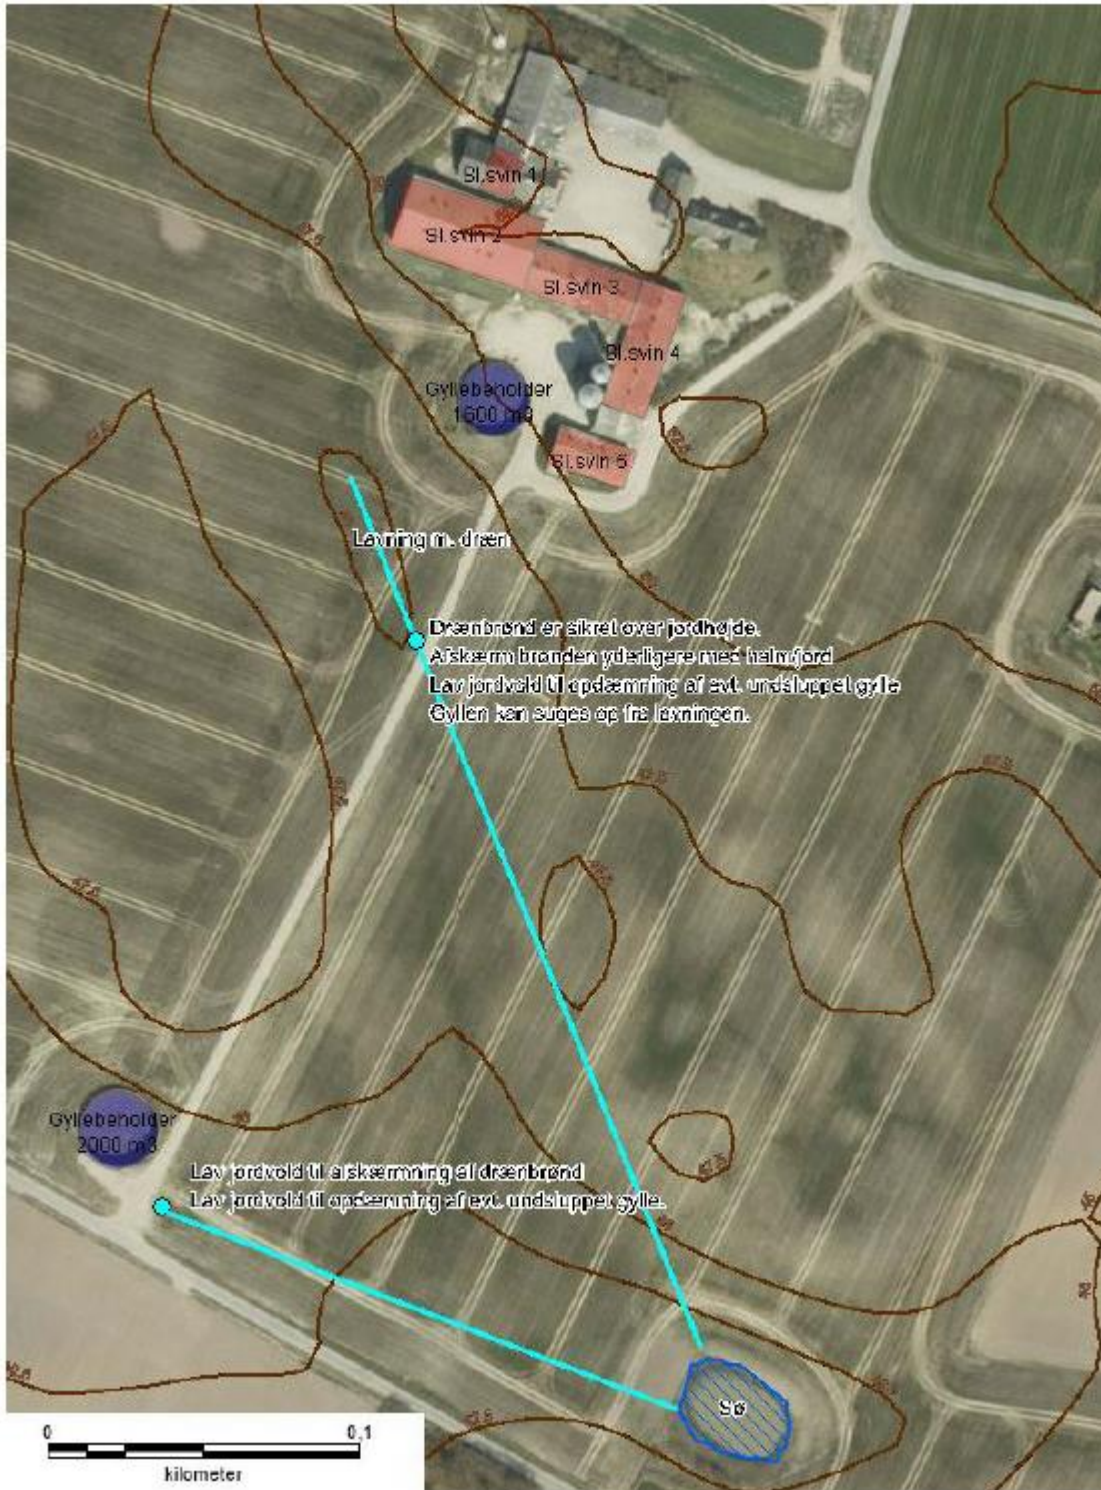 Sl.svin 1
Sl.svin 2
Sl.svin 3
Sl.svin 4
Gyllebeholder
1600 m3
Sl.svin 5
Lavning m. dræn
Drænbrønd er sikret over jordhøjde.
Afskærm brønden yderligere med halm/jord
Lav jordvold til opdæmning af evt. undsluppet gylle
Gyllen kan suges op fra lavningen.
Gyllebeholder
2000 m3
Lav jordvold til afskærmning af drænbrønd
Lav jordvold til opdæmning af evt. undsluppet gylle.
Sø
0 0,1
kilometer